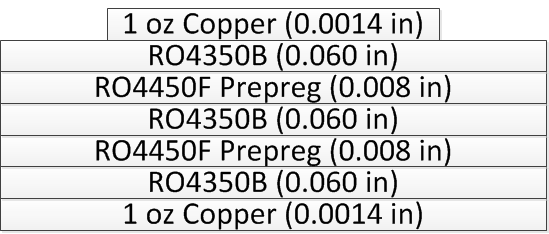 1 oz Copper (0.0014 in)
RO4350B (0.060 in)
RO4450F Prepreg (0.008 in)
RO4350B (0.060 in)
RO4450F Prepreg (0.008 in)
RO4350B (0.060 in)
1 oz Copper (0.0014 in)